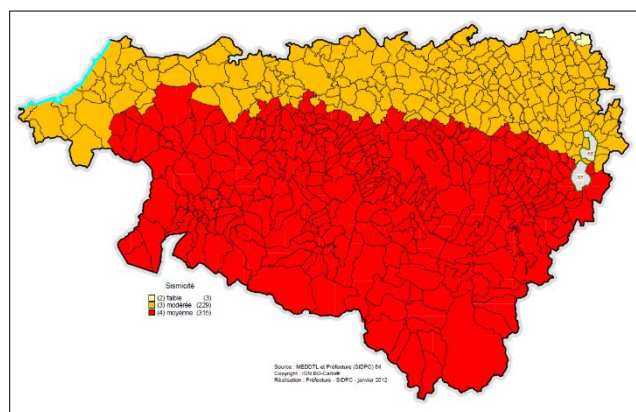 Sismicité
(2) faible (3)
(3) modérée (229)
(4) moyenne (315)
Source : MEDDTL et Préfecture (SIDPC) 64
Copyright : IGN BD-Carto®
Réalisation : Préfecture - SIDPC - janvier 2012